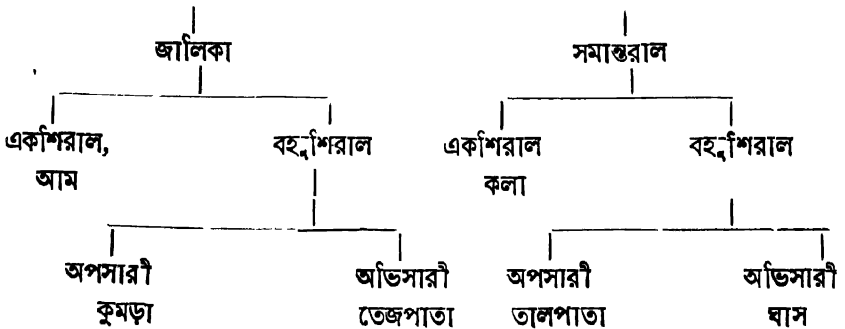 জালিকা সমান্তরাল
একশিরাল, বহুশিরাল একশিরাল বহুশিরাল
আম কলা
অপসারী অভিসারী অপসারী অভিসারী
কুমড়া তেজপাতা তালপাতা ঘাস